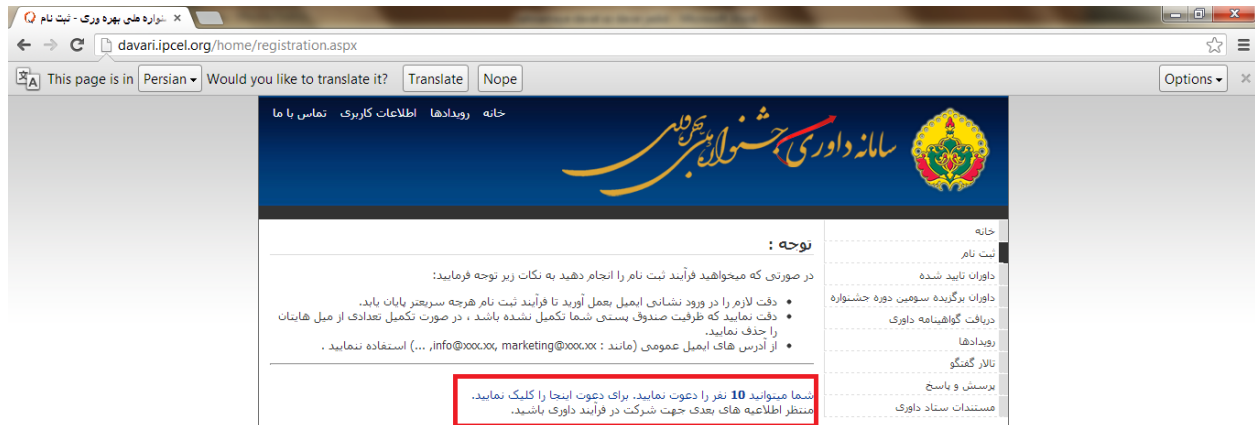 جشنواره ملی بهره وری - ثبت نام
davari.ipcel.org/home/registration.aspx
This page is in Persian Would you like to translate it? Translate Nope Options
خانه رویدادها اطلاعات کاربری تماس با ما
سامانه داوری جشنواره ملی بهره وری
خانه
ثبت نام
داوران تایید شده
داوران برگزیده سومین دوره جشنواره
دریافت گواهینامه داوری
رویدادها
تالار گفتگو
پرسش و پاسخ
مستندات ستاد داوری
توجه :
در صورتی که میخواهید فرآیند ثبت نام را انجام دهید به نکات زیر توجه فرمایید:
دقت لازم را در ورود نشانی ایمیل بعمل آورید تا فرآیند ثبت نام هرچه سریعتر پایان یابد.
دقت نمایید که ظرفیت صندوق پستی شما تکمیل نشده باشد ، در صورت تکمیل تعدادی از میل هایتان
را حذف نمایید.
از آدرس های ایمیل عمومی (مانند : info@xxx.xx, marketing@xxx.xx, ...) استفاده ننمایید .
شما میتوانید 10 نفر را دعوت نمایید. برای دعوت اینجا را کلیک نمایید.
منتظر اطلاعیه های بعدی جهت شرکت در فرآیند داوری باشید.